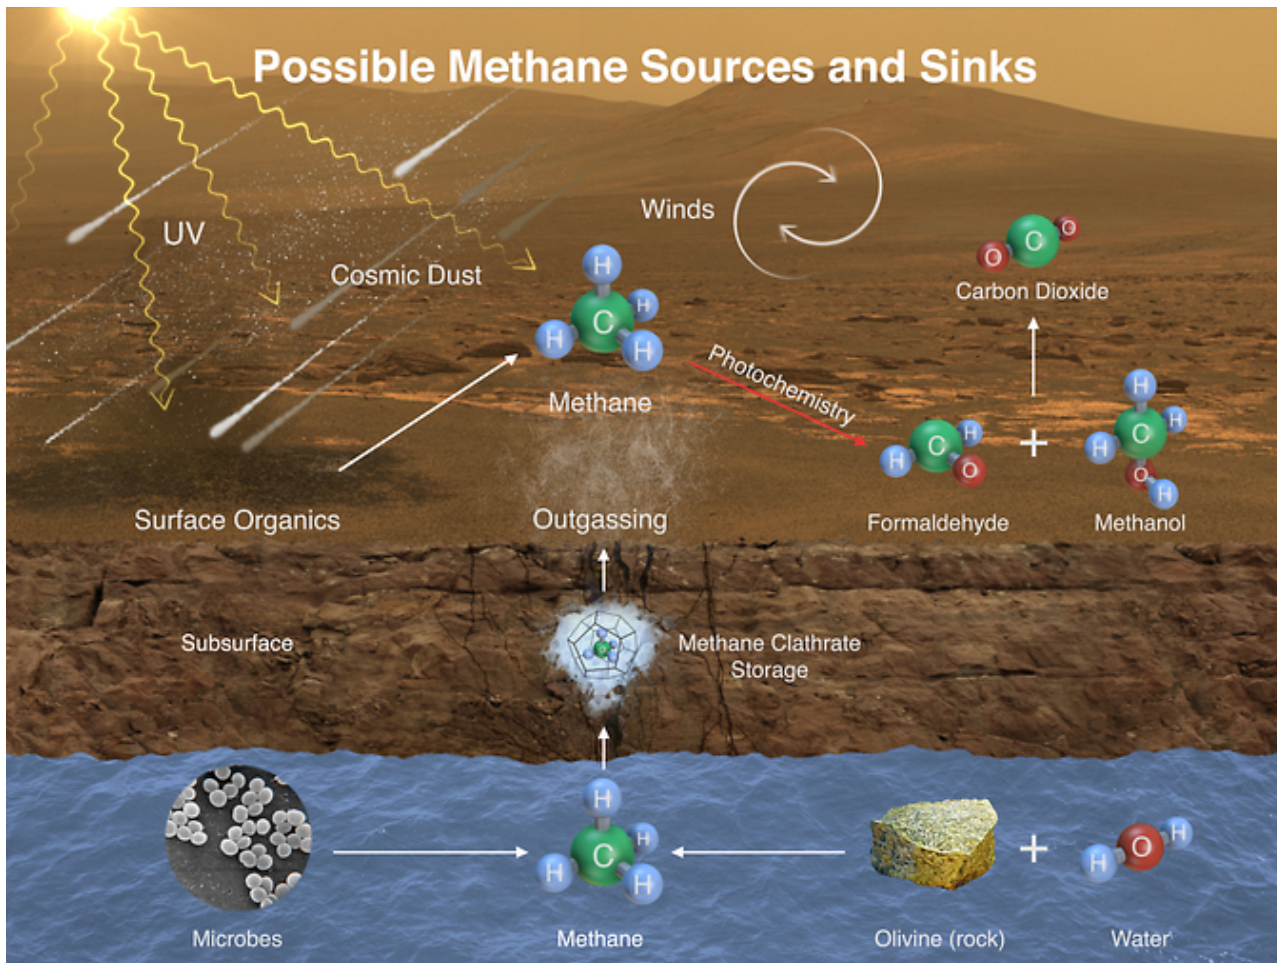 Possible Methane Sources and Sinks
UV
Cosmic Dust
Winds
C
O
O
Carbon Dioxide
H
H
C
H
H
Methane
Photochemistry
H
C
H
O
+
H
C
H
H
O
H
Surface Organics
Outgassing
Formaldehyde
Methanol
Subsurface
Methane Clathrate
Storage
H
H
C
H
H
+
H
O
H
Microbes
Methane
Olivine (rock)
Water